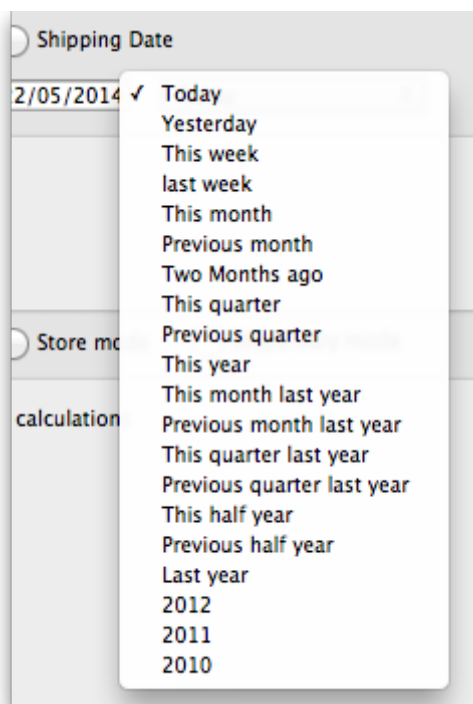 Shipping Date
2/05/2014 ✓ Today
Yesterday
This week
last week
This month
Previous month
Two Months ago
This quarter
Previous quarter
Store
This year
This month last year
calculation
Previous month last year
This quarter last year
Previous quarter last year
This half year
Previous half year
Last year
2012
2011
2010